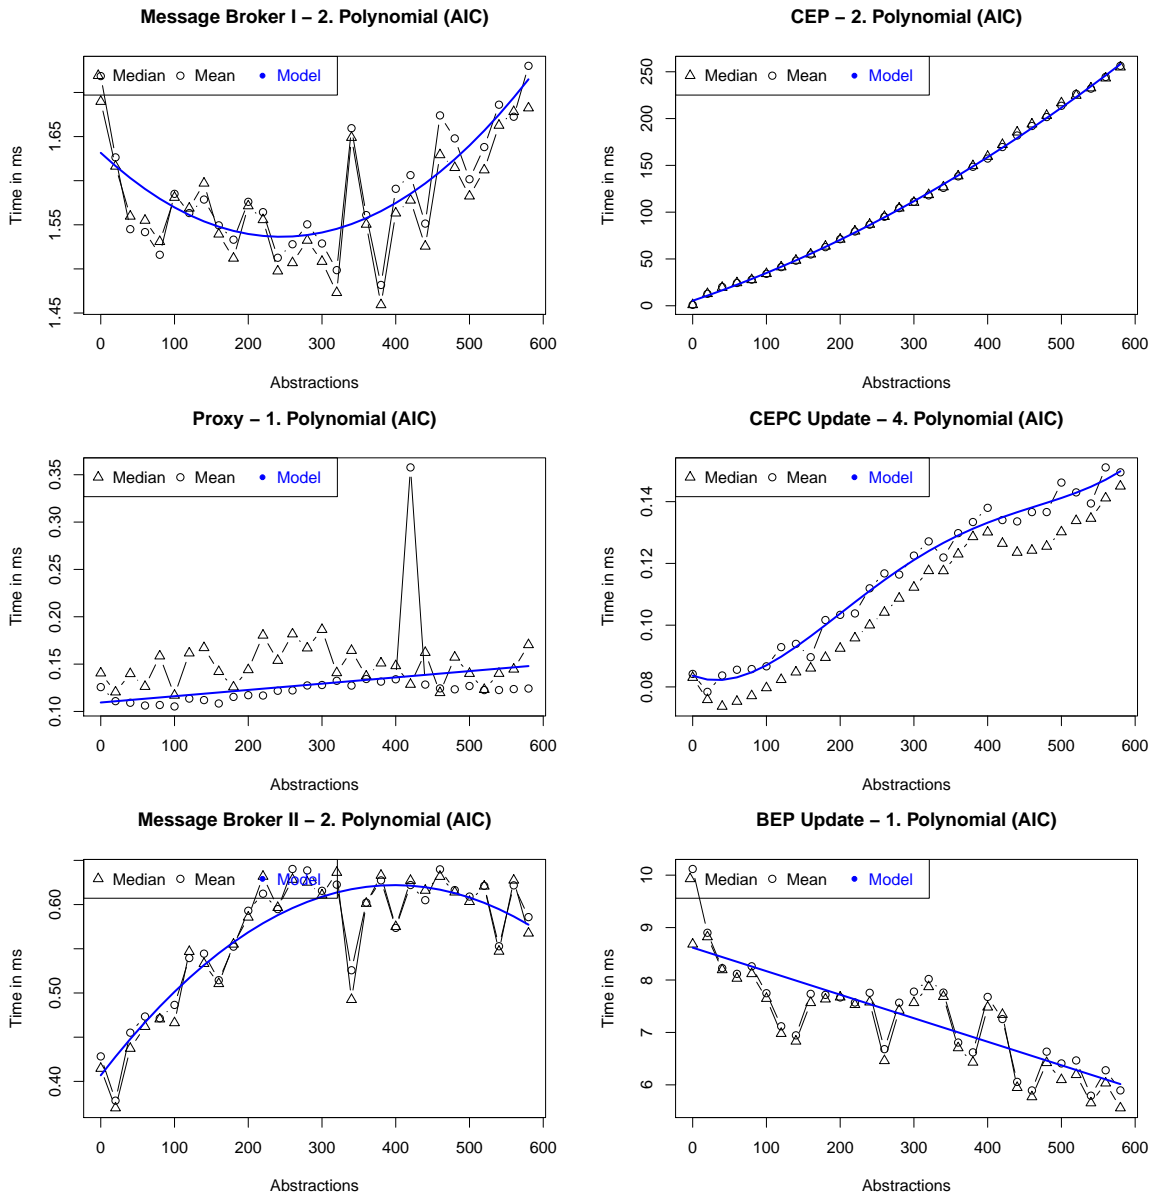 Message Broker I − 2. Polynomial (AIC)
Median Mean Model
Time in ms
1.45 1.55 1.65
0 100 200 300 400 500 600
Abstractions
CEP − 2. Polynomial (AIC)
Median Mean Model
Time in ms
0 50 100 150 200 250
0 100 200 300 400 500 600
Abstractions
Proxy − 1. Polynomial (AIC)
Median Mean Model
Time in ms
0.10 0.15 0.20 0.25 0.30 0.35
0 100 200 300 400 500 600
Abstractions
CEPC Update − 4. Polynomial (AIC)
Median Mean Model
Time in ms
0.08 0.10 0.12 0.14
0 100 200 300 400 500 600
Abstractions
Message Broker II − 2. Polynomial (AIC)
Median Mean Model
Time in ms
0.40 0.50 0.60
0 100 200 300 400 500 600
Abstractions
BEP Update − 1. Polynomial (AIC)
Median Mean Model
Time in ms
6 7 8 9 10
0 100 200 300 400 500 600
Abstractions